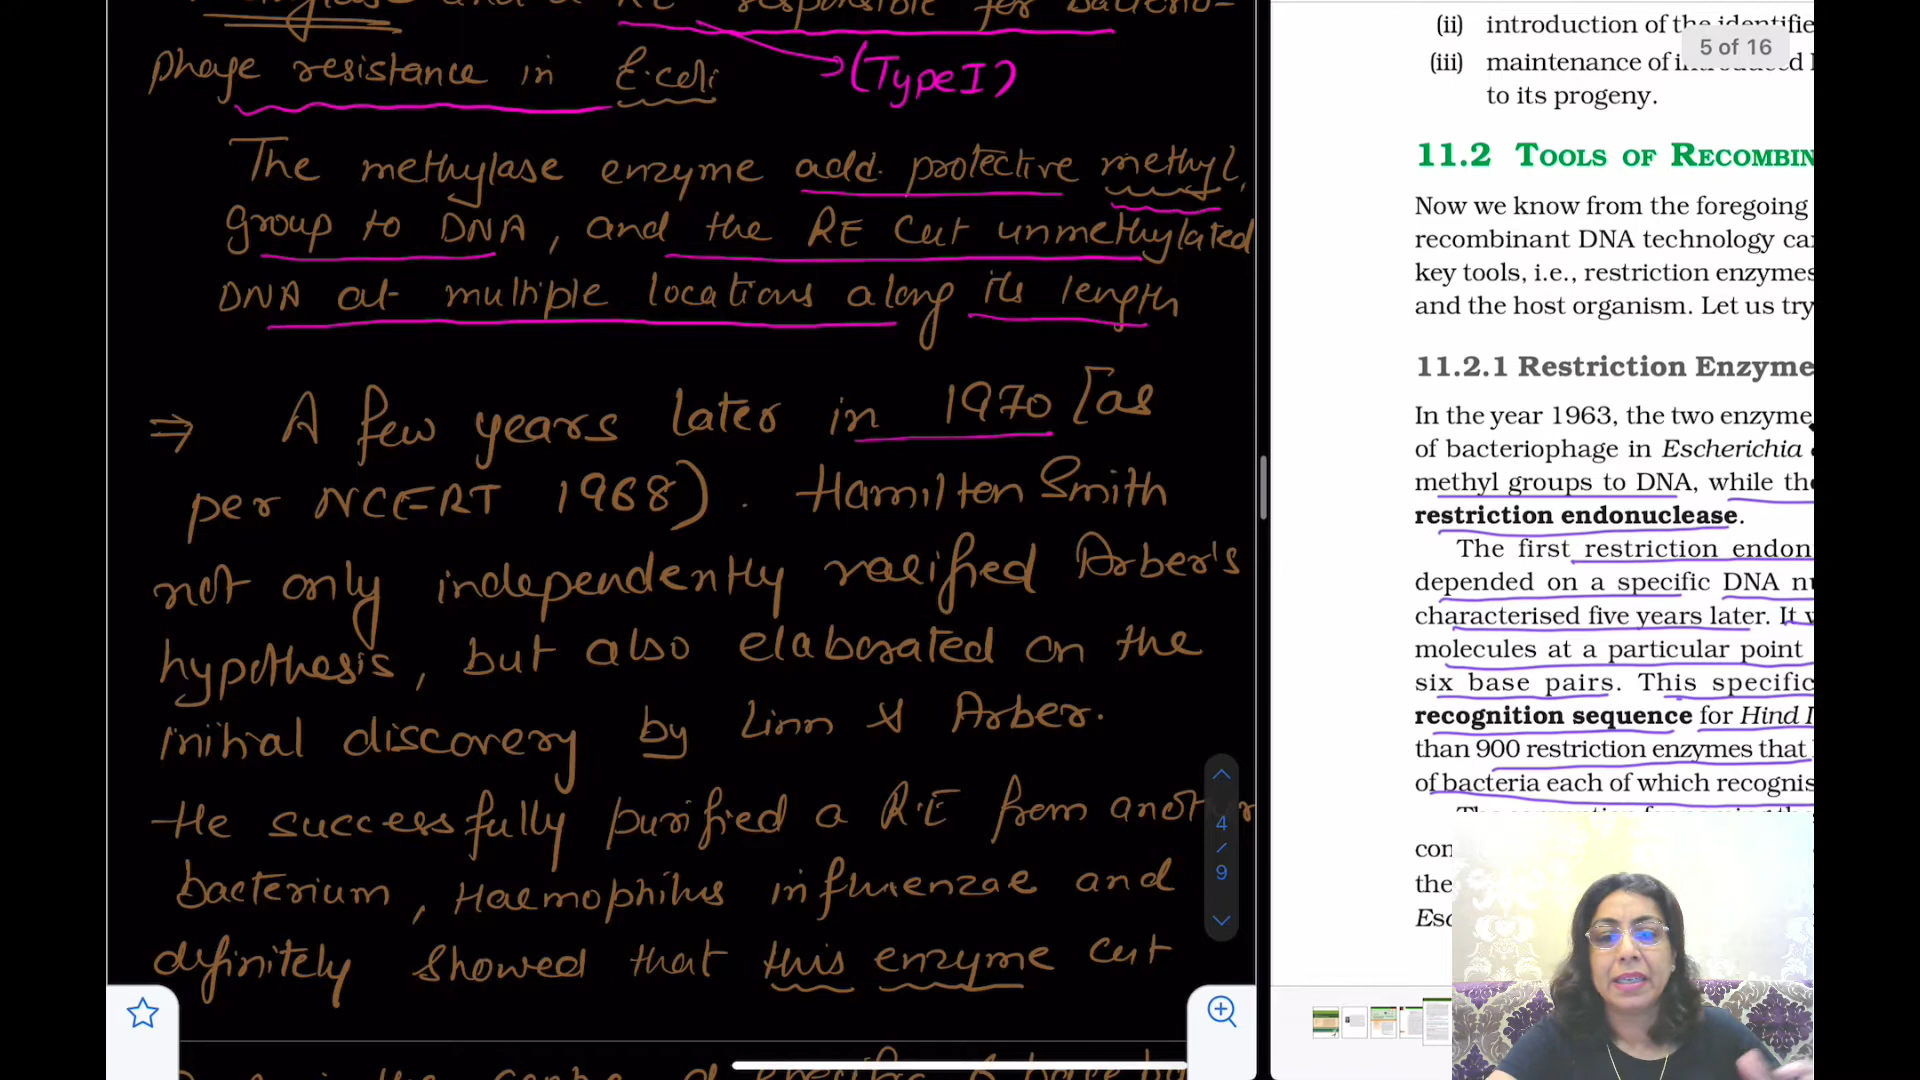 responsible for bacterio-
phage resistance in E.coli
(Type I)
The methylase enzyme add protective methyl
group to DNA, and the RE cut unmethylated
DNA at multiple locations along its length
⇒ A few years later in 1970 [as
per NCERT 1968). Hamilton Smith
not only independently Arber's
hypothesis, but also elaborated on the
initial discovery by Linn & Arber.
He successfully purified a R.E from
bacterium, Haemophilus and
definitely showed that this enzyme cut
4
/
9
(ii) introduction of the
5 of 16
(iii) maintenance of
to its progeny.
11.2 TOOLS OF RECOMBIN
Now we know from the foregoing
recombinant DNA technology ca
key tools, i.e., restriction enzymes
and the host organism. Let us try
11.2.1 Restriction Enzyme
In the year 1963, the two enzyme
of bacteriophage in Escherichia
methyl groups to DNA, while the
restriction endonuclease.
The first restriction endon
depended on a specific DNA nu
characterised five years later. It w
molecules at a particular point
six base pairs. This specific
recognition sequence for Hind I
than 900 restriction enzymes that
of bacteria each of which recognis
con
the
Esc